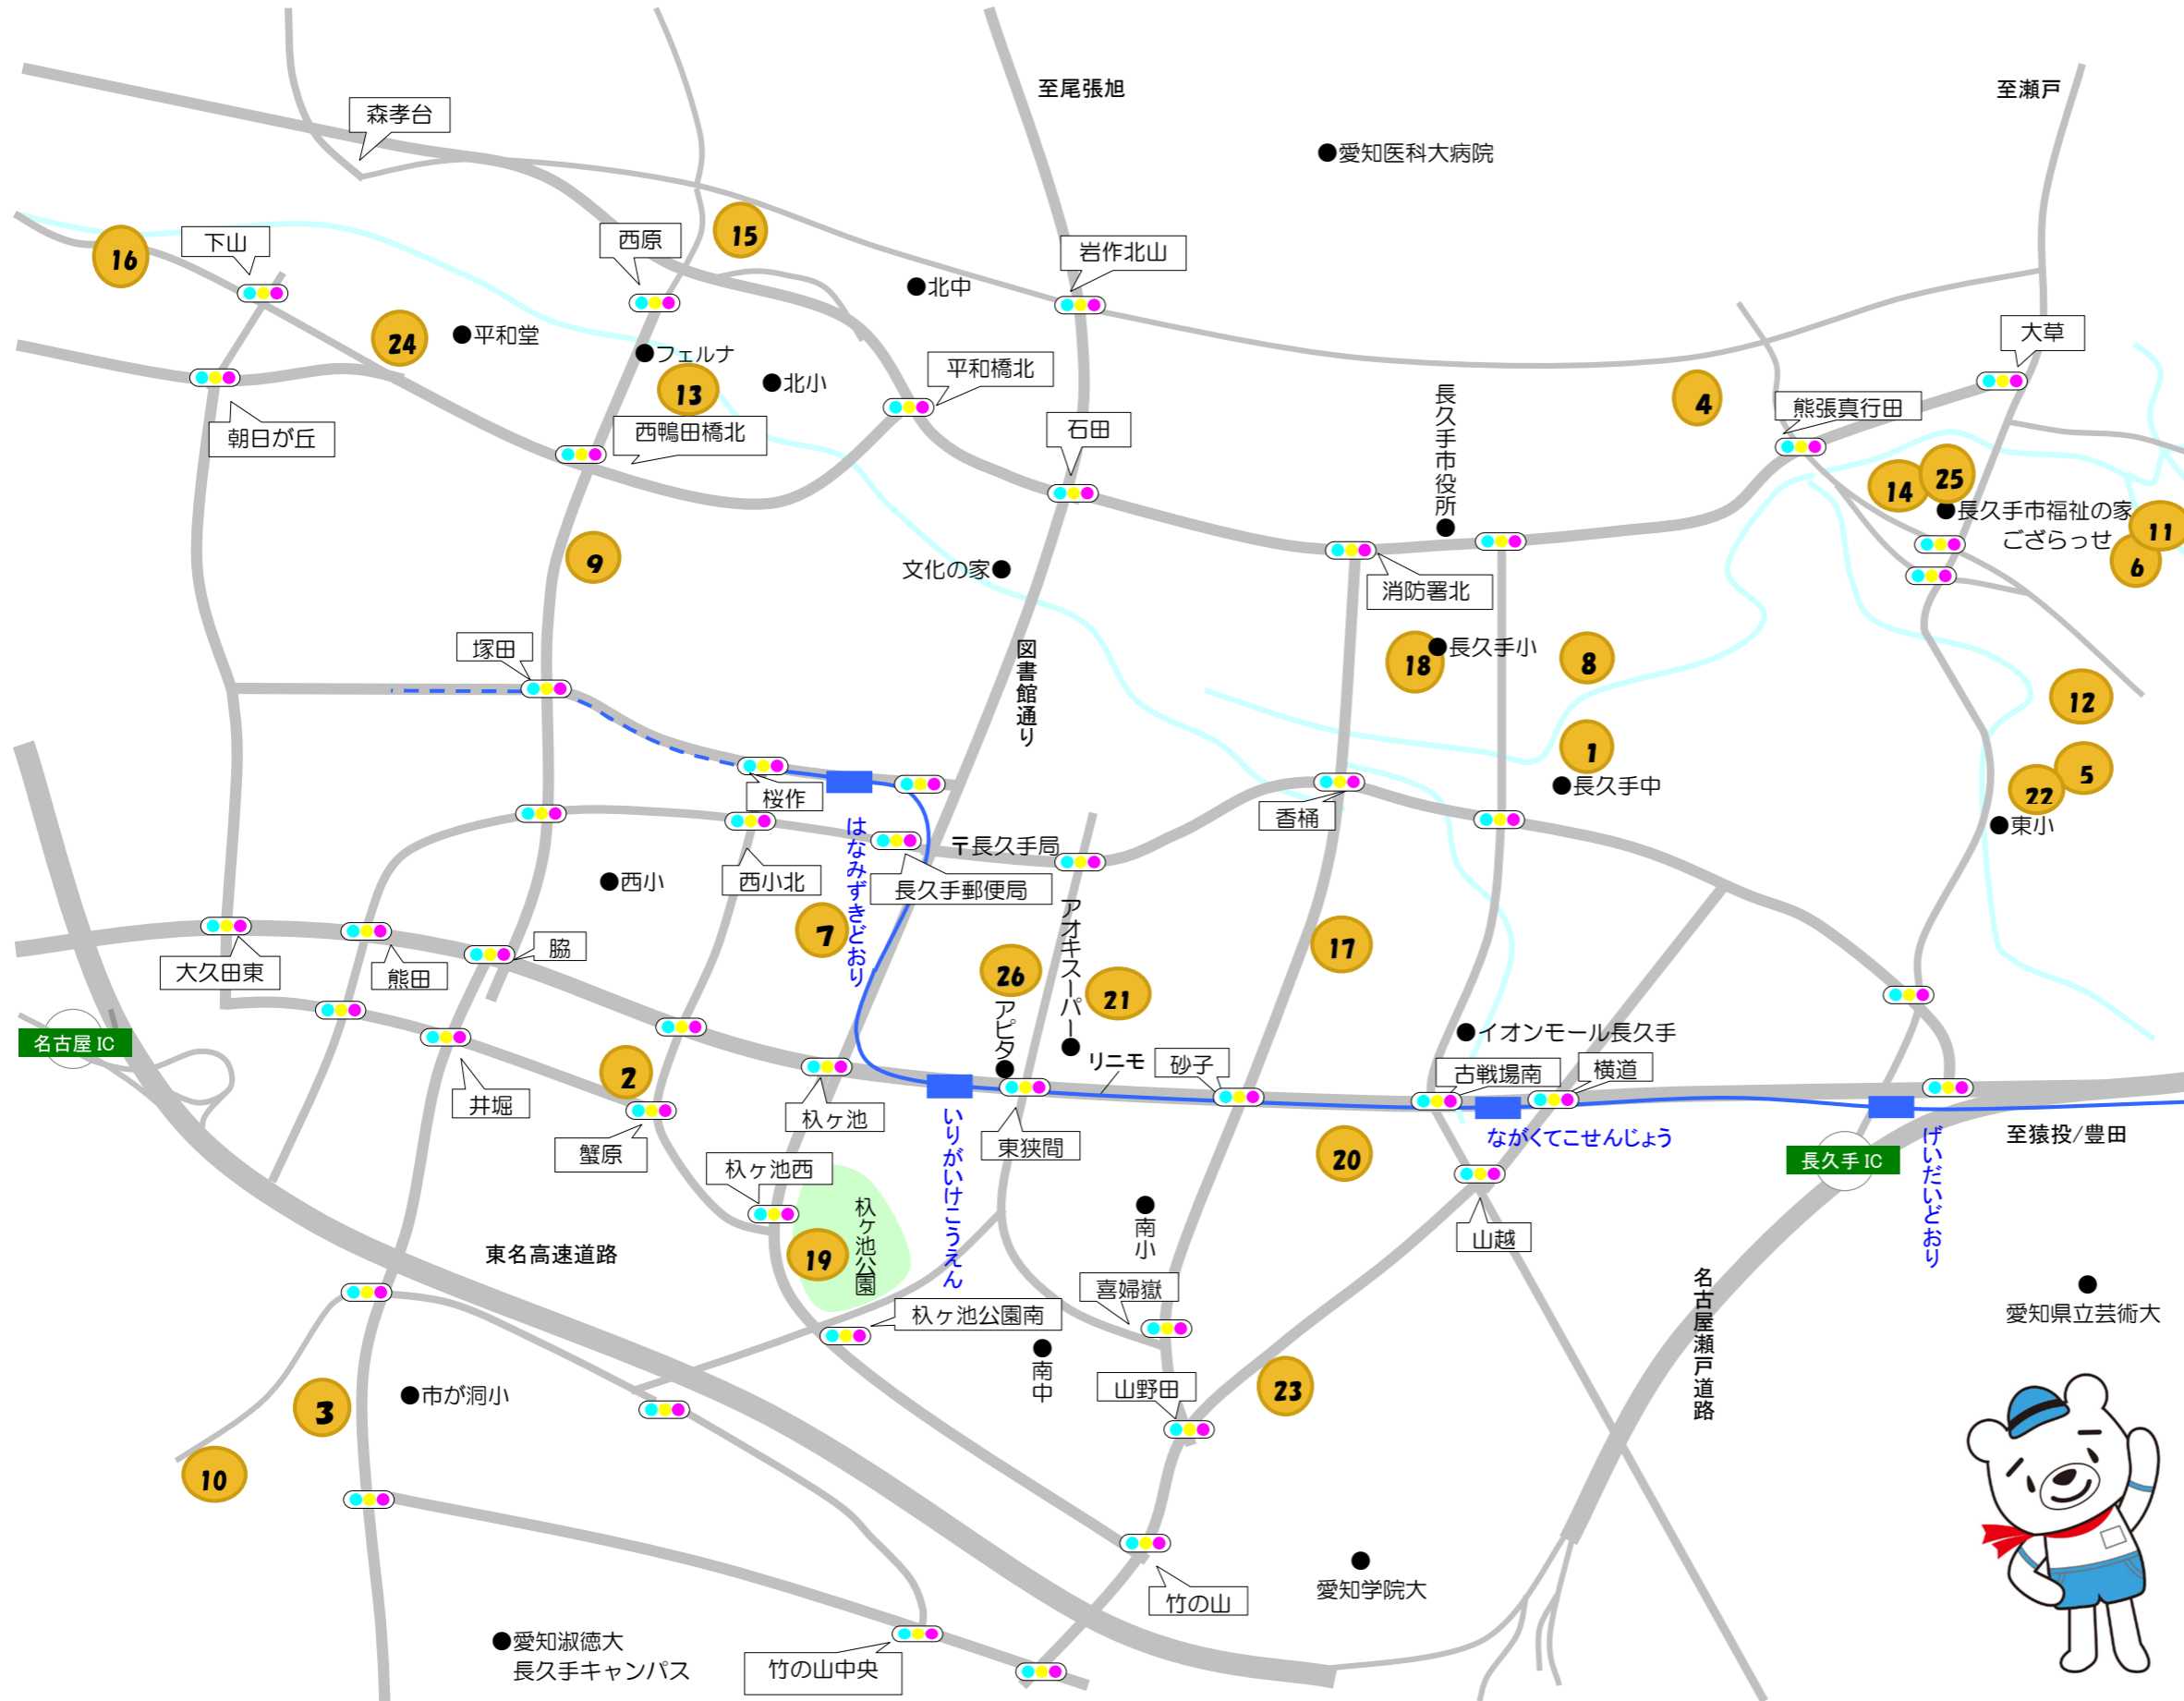 至尾張旭
至瀬戸
森孝台
愛知医科大病院
16
下山
西原
15
岩作北山
北中
24
平和堂
フェルナ
13
北小
平和橋北
大草
4
熊張真行田
朝日が丘
西鴨田橋北
石田
長久手市役所
14
25
長久手市福祉の家
ござらっせ
11
6
9
文化の家
消防署北
塚田
図書館通り
18
長久手小
8
12
1
長久手中
桜作
香桶
5
22
東小
はなみずきどおり
〒長久手局
西小
西小北
長久手郵便局
7
アオキスーパー
17
大久田東
熊田
脇
26
アピタ
21
名古屋 IC
井堀
2
蟹原
杁ヶ池
いりがいけこうえん
東狭間
リニモ
砂子
イオンモール長久手
古戦場南
横道
ながくてこせんじょう
20
長久手 IC
げいだいどおり
至猿投/豊田
杁ヶ池西
杁ヶ池公園
19
南小
山越
東名高速道路
喜婦嶽
杁ヶ池公園南
名古屋瀬戸道路
愛知県立芸術大
南中
山野田
23
3
市が洞小
10
竹の山
愛知学院大
愛知淑徳大
長久手キャンパス
竹の山中央